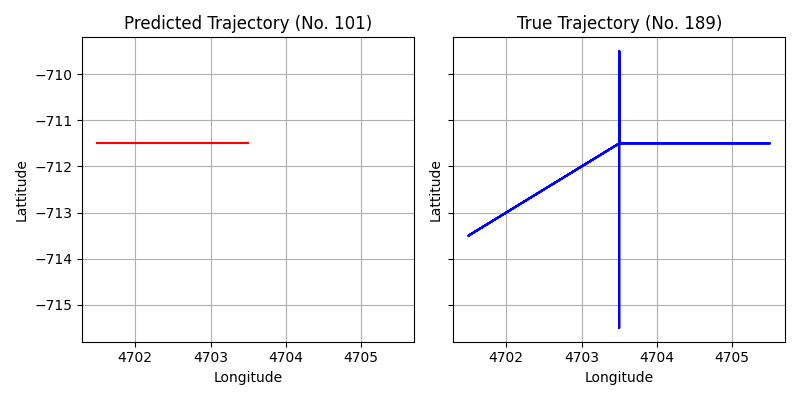 Predicted Trajectory (No. 101)
True Trajectory (No. 189)
Lattitude
−710
−711
−712
−713
−714
−715
4702
4703
4704
4705
Longitude
Lattitude
4702
4703
4704
4705
Longitude